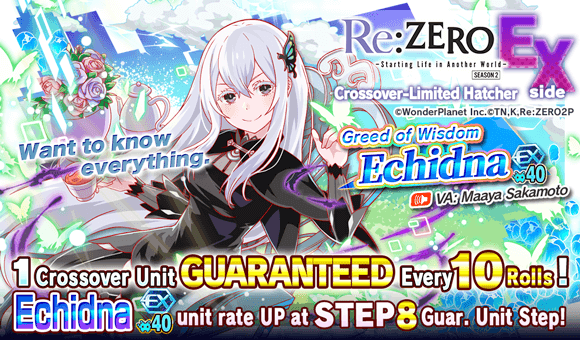 Re:ZERO
-Starting Life in Another World-
SEASON 2
EX
side
Crossover-Limited Hatcher
©WonderPlanet Inc.©TN,K,Re:ZERO2P
Want to know
everything.
Greed of Wisdom
Echidna EX 40
VA: Maaya Sakamoto
1 Crossover Unit GUARANTEED Every 10 Rolls!
Echidna EX 40 unit rate UP at STEP8 Guar. Unit Step!